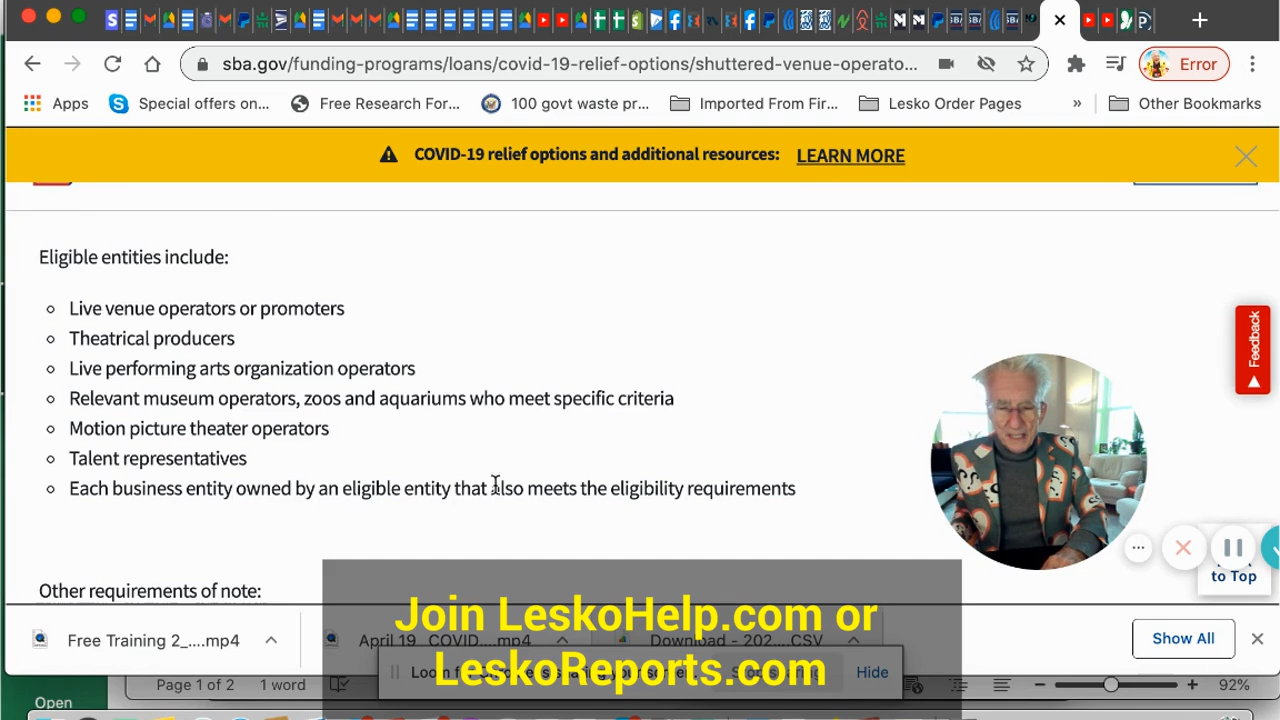 sba.gov/funding-programs/loans/covid-19-relief-options/shuttered-venue-operato...
Error
Apps
Special offers on...
Free Research For...
100 govt waste pr...
Imported From Fir...
Lesko Order Pages
»
Other Bookmarks
COVID-19 relief options and additional resources: LEARN MORE
Eligible entities include:
Live venue operators or promoters
Theatrical producers
Live performing arts organization operators
Relevant museum operators, zoos and aquariums who meet specific criteria
Motion picture theater operators
Talent representatives
Each business entity owned by an eligible entity that also meets the eligibility requirements
Feedback
to Top
Other requirements of note:
Join LeskoHelp.com or
LeskoReports.com
Free Training 2_....mp4
April 19_COVID....mp4
Download - 202....CSV
Show All
Hide
Page 1 of 2
1 word
92%
Open